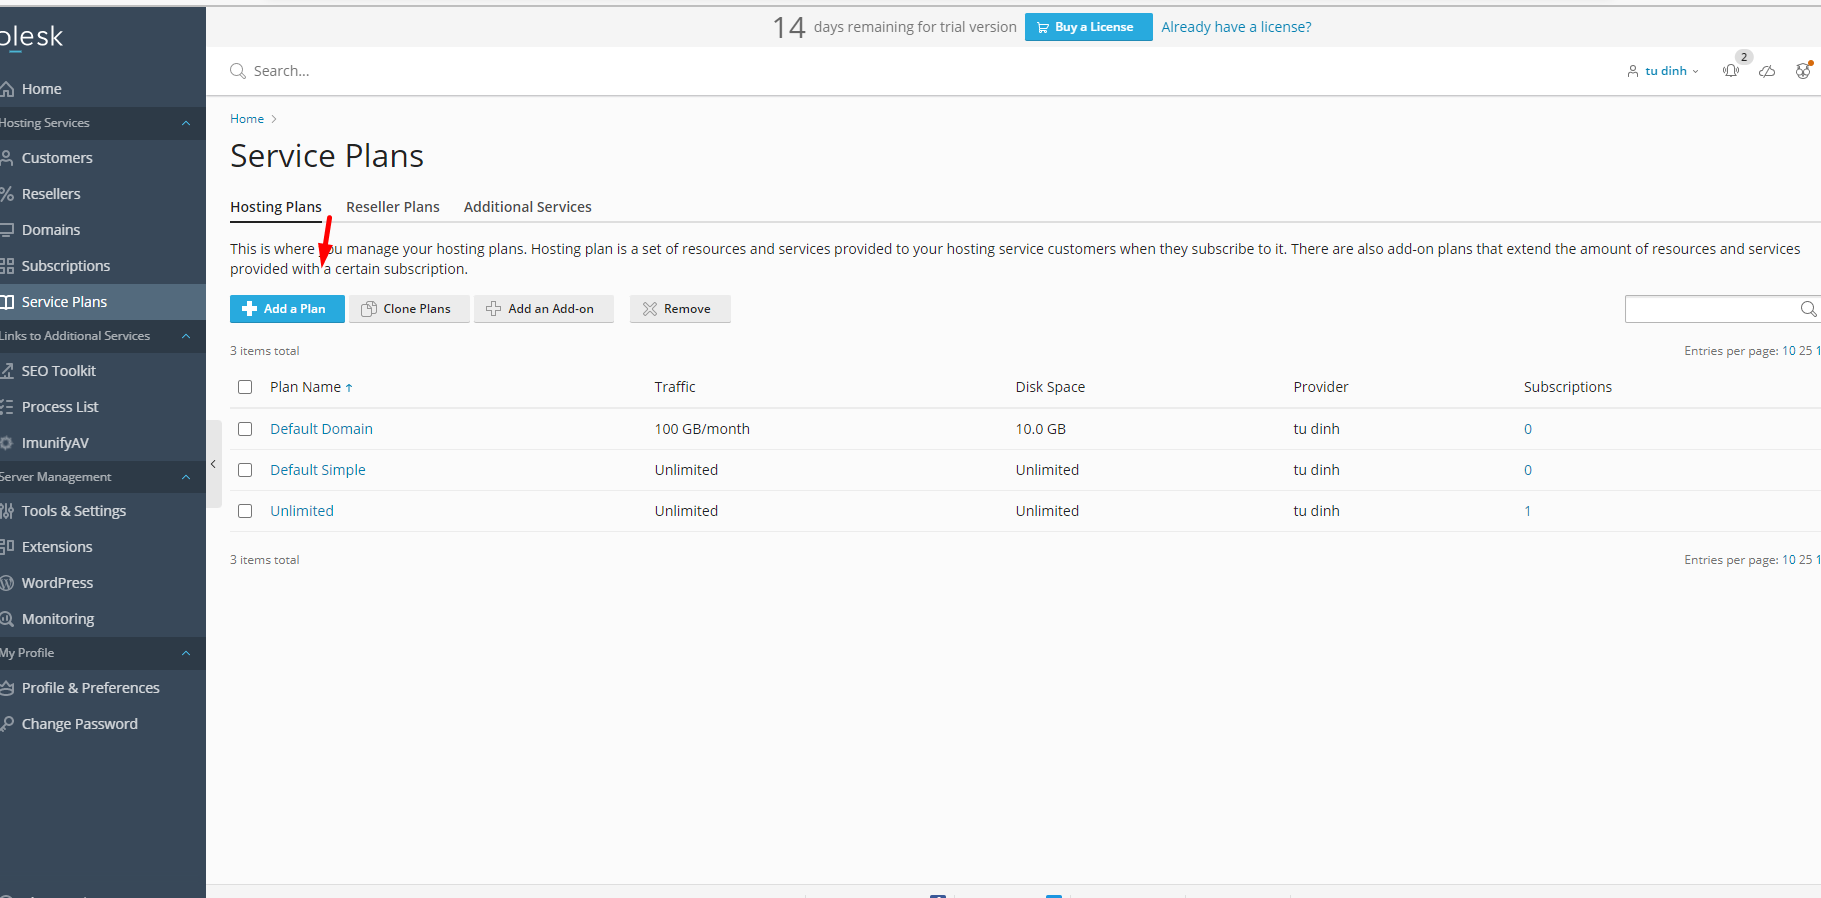 plesk
14 days remaining for trial version Buy a License Already have a license?
Search...
tu dinh
2
Home
Hosting Services
Customers
Resellers
Domains
Subscriptions
Service Plans
Links to Additional Services
SEO Toolkit
Process List
ImunifyAV
Server Management
Tools & Settings
Extensions
WordPress
Monitoring
My Profile
Profile & Preferences
Change Password
Home >
Service Plans
Hosting Plans Reseller Plans Additional Services
This is where you manage your hosting plans. Hosting plan is a set of resources and services provided to your hosting service customers when they subscribe to it. There are also add-on plans that extend the amount of resources and services
provided with a certain subscription.
Add a Plan Clone Plans Add an Add-on Remove
3 items total Entries per page: 10 25 1
Plan Name ↑ Traffic Disk Space Provider Subscriptions
Default Domain 100 GB/month 10.0 GB tu dinh 0
Default Simple Unlimited Unlimited tu dinh 0
Unlimited Unlimited Unlimited tu dinh 1
3 items total Entries per page: 10 25 1